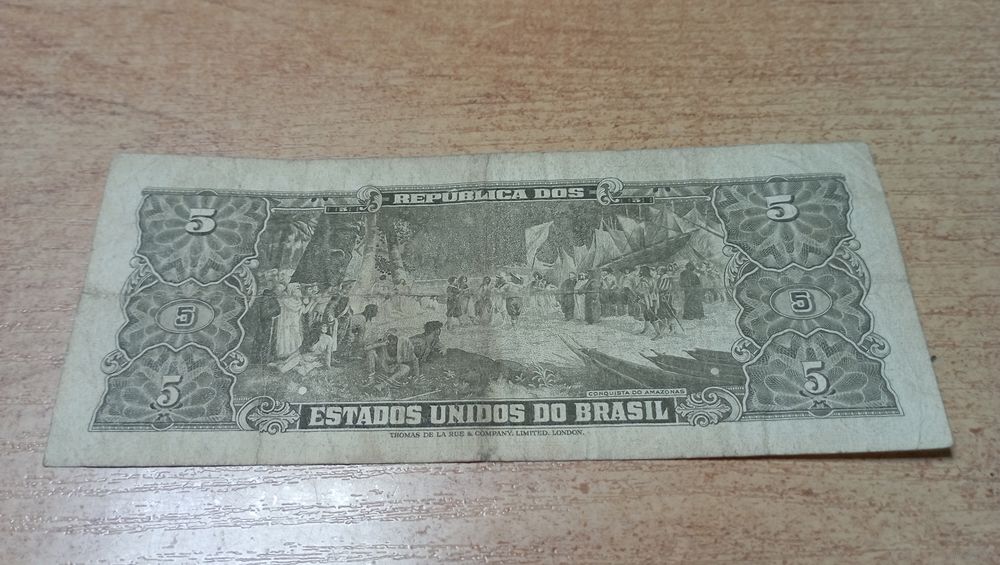 REPÚBLICA DOS
5 5
5 5
5 5
CONQUISTA DO AMAZONAS
ESTADOS UNIDOS DO BRASIL
THOMAS DE LA RUE & COMPANY, LIMITED, LONDON.